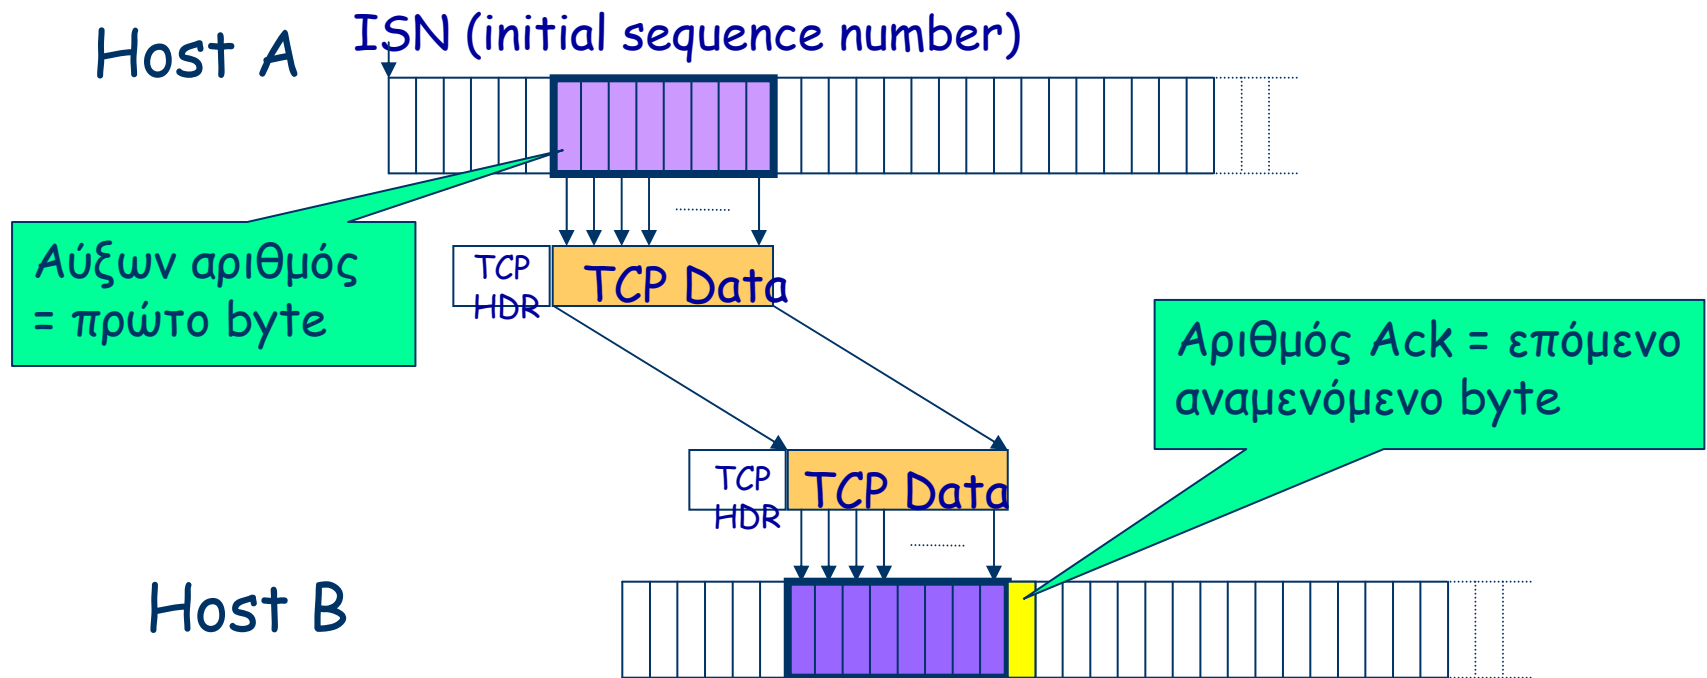 ISN (initial sequence number)
Host A
Αύξων αριθμός
= πρώτο byte
TCP
HDR
TCP Data
Αριθμός Ack = επόμενο
αναμενόμενο byte
TCP
HDR
TCP Data
Host B